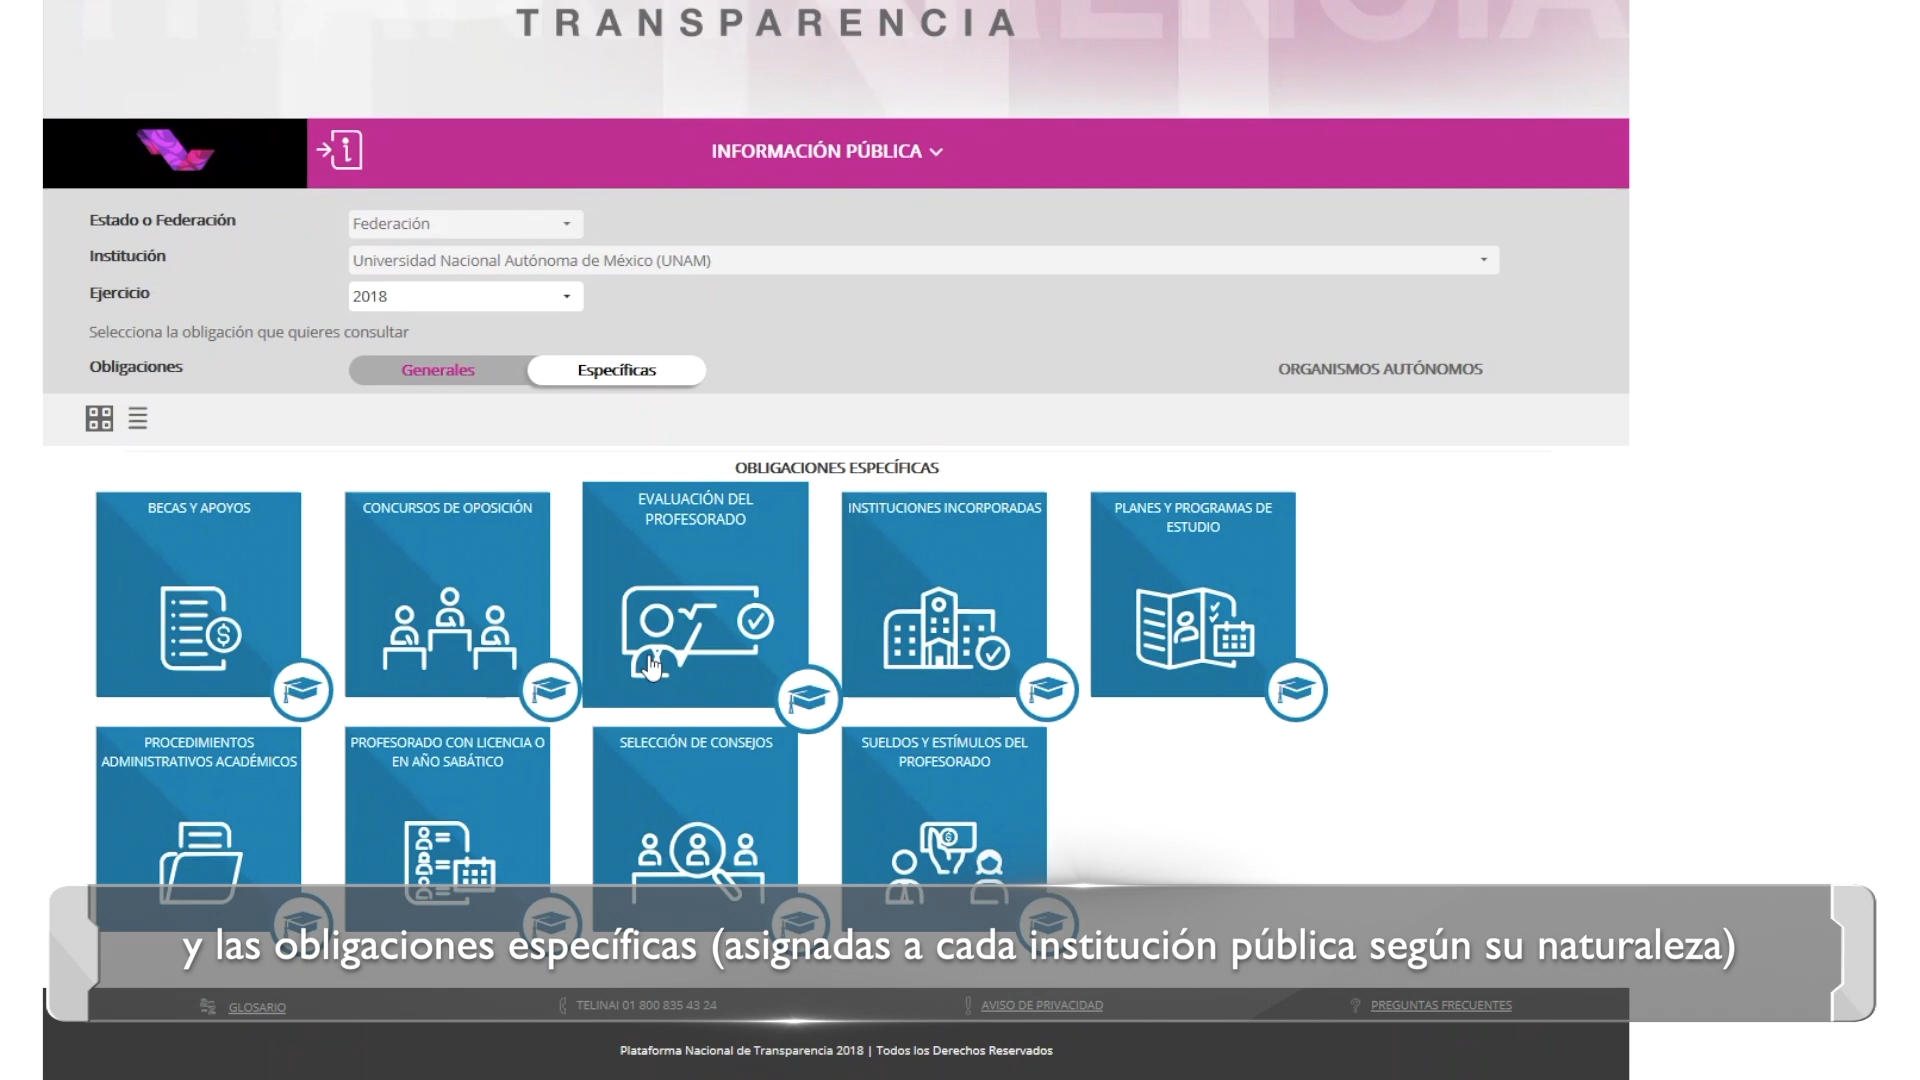 TRANSPARENCIA
INFORMACIÓN PÚBLICA
Estado o Federación
Federación
Institución
Universidad Nacional Autónoma de México (UNAM)
Ejercicio
2018
Selecciona la obligación que quieres consultar
Obligaciones
Generales
Específicas
ORGANISMOS AUTÓNOMOS
OBLIGACIONES ESPECÍFICAS
BECAS Y APOYOS
CONCURSOS DE OPOSICIÓN
EVALUACIÓN DEL
PROFESORADO
INSTITUCIONES INCORPORADAS
PLANES Y PROGRAMAS DE
ESTUDIO
PROCEDIMIENTOS
ADMINISTRATIVOS ACADÉMICOS
PROFESORADO CON LICENCIA O
EN AÑO SABÁTICO
SELECCIÓN DE CONSEJOS
SUELDOS Y ESTÍMULOS DEL
PROFESORADO
y las obligaciones específicas (asignadas a cada institución pública según su naturaleza)
GLOSARIO
TELINAI 01 800 835 43 24
AVISO DE PRIVACIDAD
PREGUNTAS FRECUENTES
Plataforma Nacional de Transparencia 2018 | Todos los Derechos Reservados